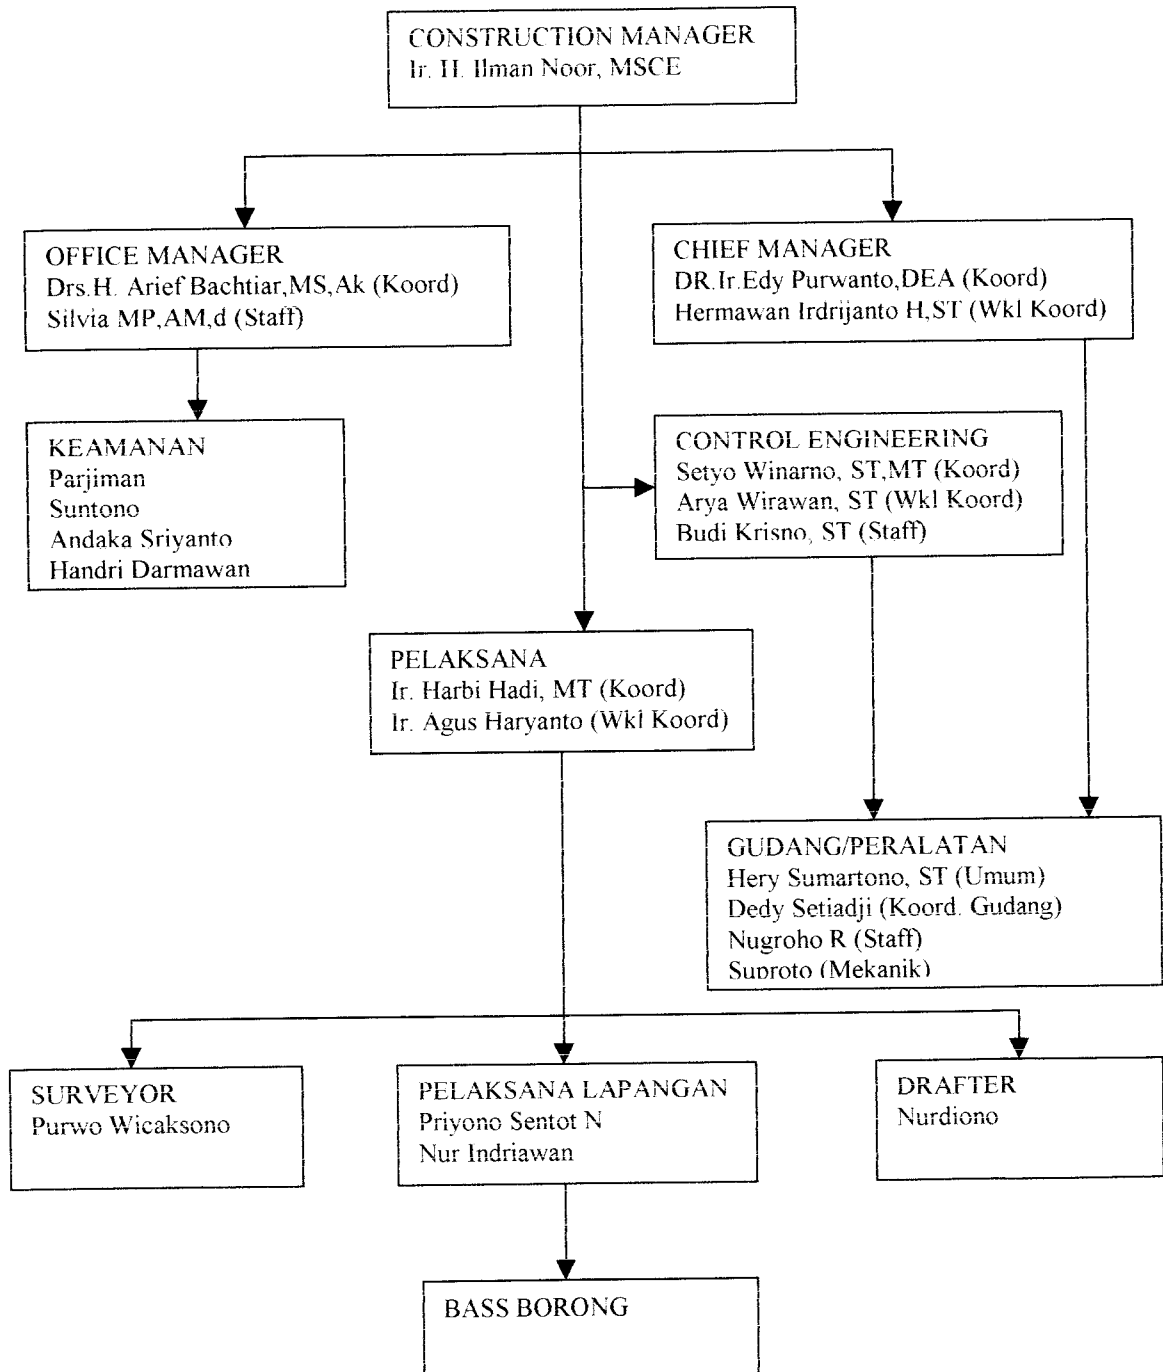 CONSTRUCTION MANAGER
Ir. H. Ilman Noor, MSCE
OFFICE MANAGER
Drs.H. Arief Bachtiar,MS,Ak (Koord)
Silvia MP,AM,d (Staff)
CHIEF MANAGER
DR.Ir.Edy Purwanto,DEA (Koord)
Hermawan Irdrijanto H,ST (Wkl Koord)
KEAMANAN
Parjiman
Suntono
Andaka Sriyanto
Handri Darmawan
CONTROL ENGINEERING
Setyo Winarno, ST,MT (Koord)
Arya Wirawan, ST (Wkl Koord)
Budi Krisno, ST (Staff)
PELAKSANA
Ir. Harbi Hadi, MT (Koord)
Ir. Agus Haryanto (Wkl Koord)
GUDANG/PERALATAN
Hery Sumartono, ST (Umum)
Dedy Setiadji (Koord. Gudang)
Nugroho R (Staff)
Suproto (Mekanik)
SURVEYOR
Purwo Wicaksono
PELAKSANA LAPANGAN
Priyono Sentot N
Nur Indriawan
DRAFTER
Nurdiono
BASS BORONG